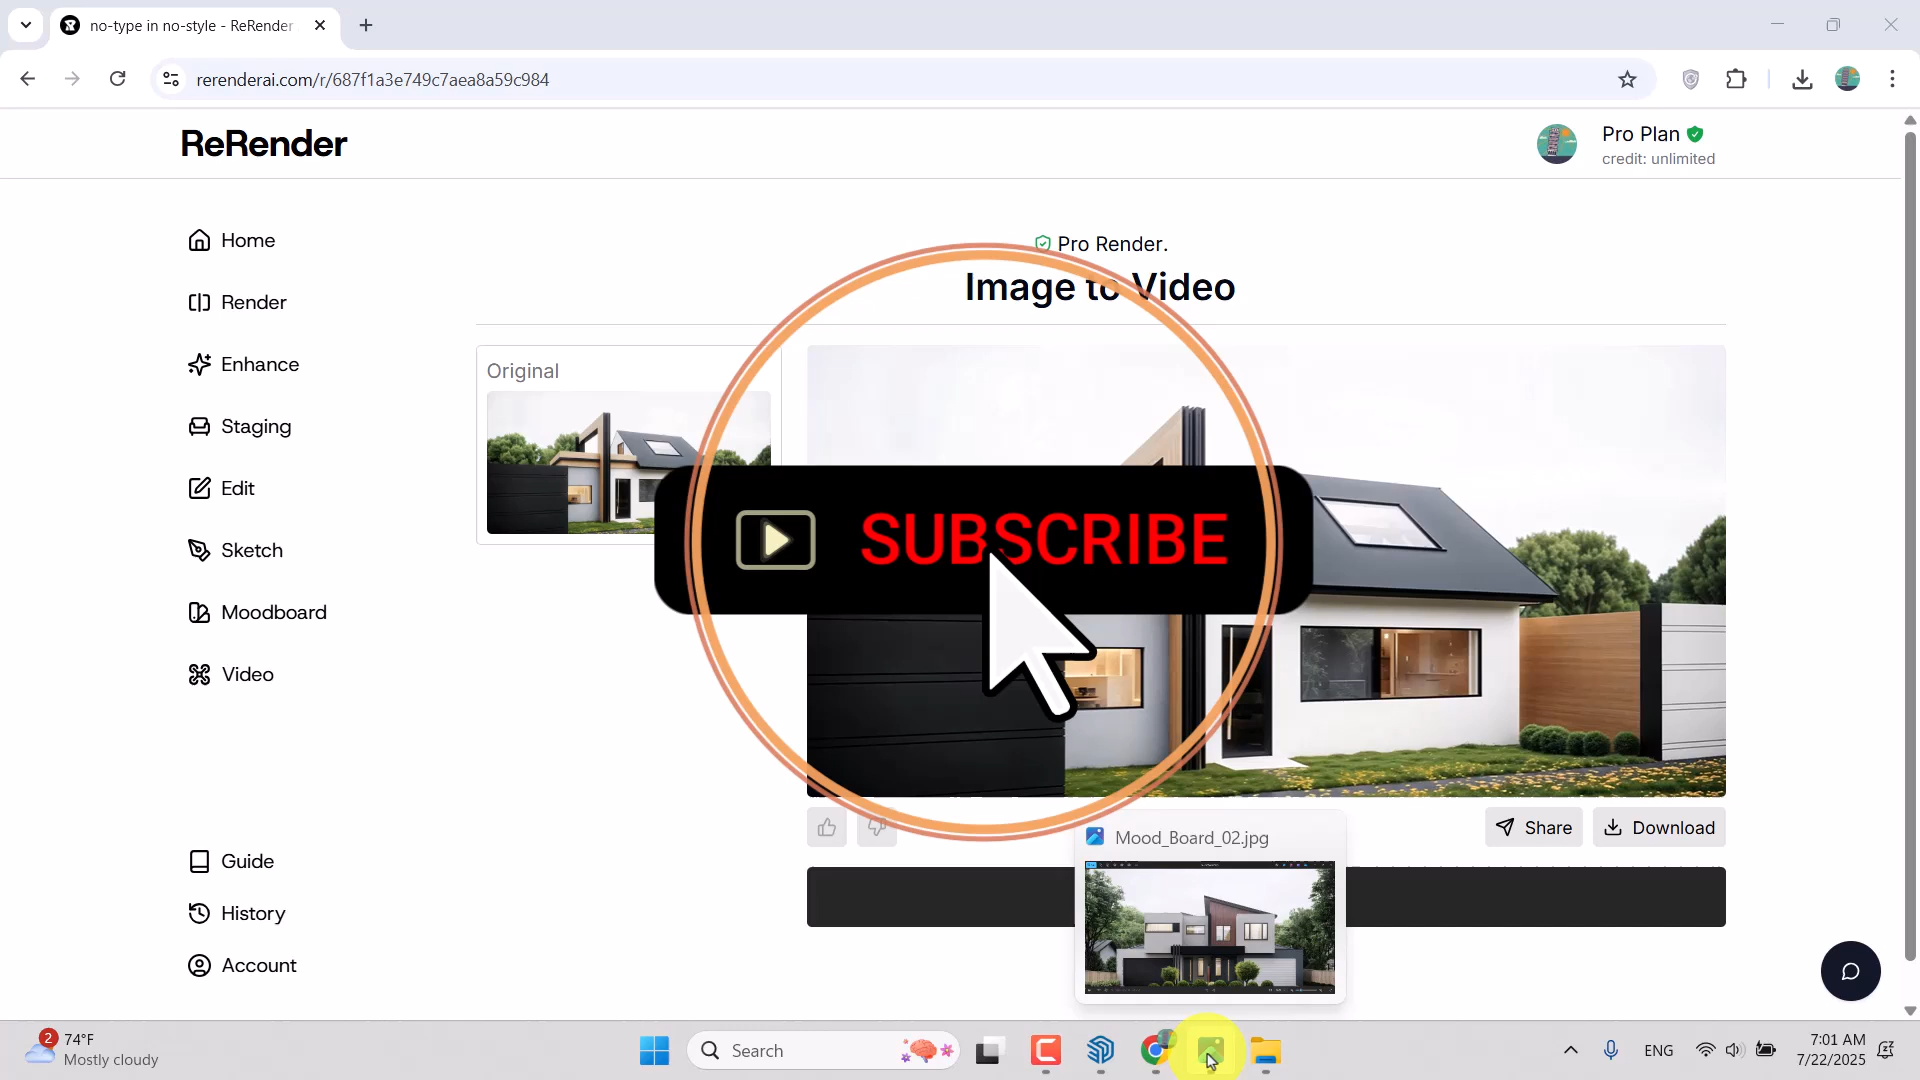 no-type in no-style - ReRender
rerenderai.com/r/687f1a3e749c7aea8a59c984
ReRender
Pro Plan
credit: unlimited
Home
Render
Enhance
Staging
Edit
Sketch
Moodboard
Video
Guide
History
Account
Pro Render.
Image to Video
Original
SUBSCRIBE
Share
Download
Mood_Board_02.jpg
2
74°F
Mostly cloudy
Search
ENG
7:01 AM
7/22/2025